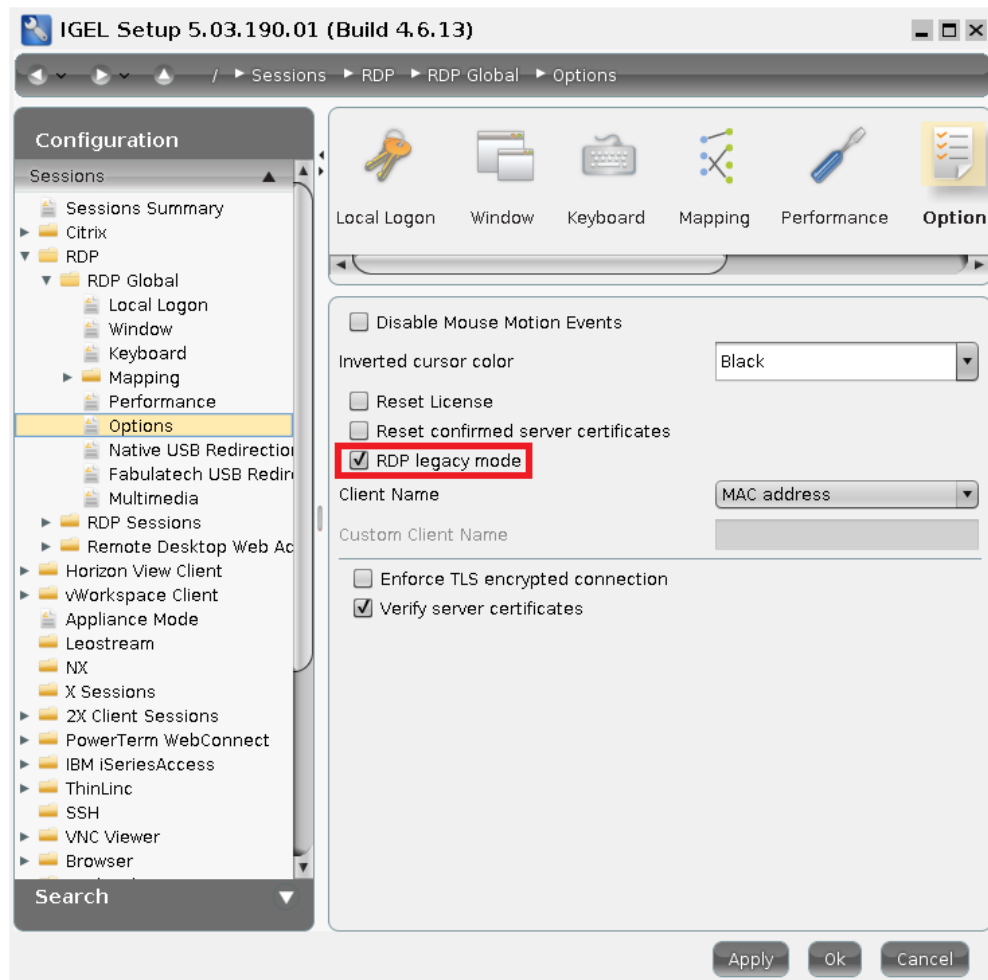 IGEL Setup 5.03.190.01 (Build 4.6.13)
/ Sessions RDP RDP Global Options
Configuration
Sessions
Sessions Summary
Citrix
RDP
RDP Global
Local Logon
Window
Keyboard
Mapping
Performance
Options
Native USB Redirection
Fabulatech USB Redir
Multimedia
RDP Sessions
Remote Desktop Web Ac
Horizon View Client
vWorkspace Client
Appliance Mode
Leostream
NX
X Sessions
2X Client Sessions
PowerTerm WebConnect
IBM iSeriesAccess
ThinLinc
SSH
VNC Viewer
Browser
Search
Local Logon Window Keyboard Mapping Performance Option
Disable Mouse Motion Events
Inverted cursor color Black
Reset License
Reset confirmed server certificates
RDP legacy mode
Client Name MAC address
Custom Client Name
Enforce TLS encrypted connection
Verify server certificates
Apply Ok Cancel